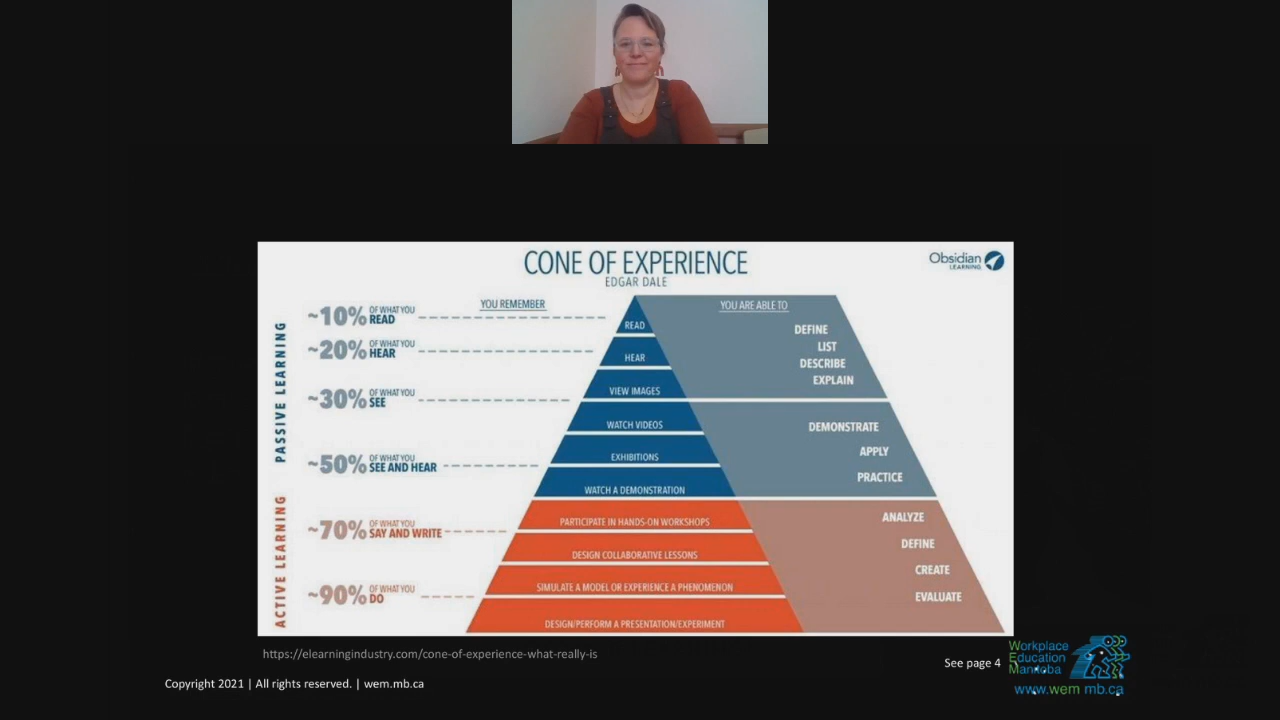 CONE OF EXPERIENCE
EDGAR DALE
Obsidian
LEARNING
PASSIVE LEARNING
ACTIVE LEARNING
YOU REMEMBER
~10% OF WHAT YOU READ
~20% OF WHAT YOU HEAR
~30% OF WHAT YOU SEE
~50% OF WHAT YOU SEE AND HEAR
~70% OF WHAT YOU SAY AND WRITE
~90% OF WHAT YOU DO
READ
HEAR
VIEW IMAGES
WATCH VIDEOS
EXHIBITIONS
WATCH A DEMONSTRATION
PARTICIPATE IN HANDS-ON WORKSHOPS
DESIGN COLLABORATIVE LESSONS
SIMULATE A MODEL OR EXPERIENCE A PHENOMENON
DESIGN/PERFORM A PRESENTATION/EXPERIMENT
YOU ARE ABLE TO
DEFINE
LIST
DESCRIBE
EXPLAIN
DEMONSTRATE
APPLY
PRACTICE
ANALYZE
DEFINE
CREATE
EVALUATE
https://elearningindustry.com/cone-of-experience-what-really-is
See page 4
Workplace
Education
Manitoba
www.wem mb.ca
Copyright 2021 | All rights reserved. | wem.mb.ca